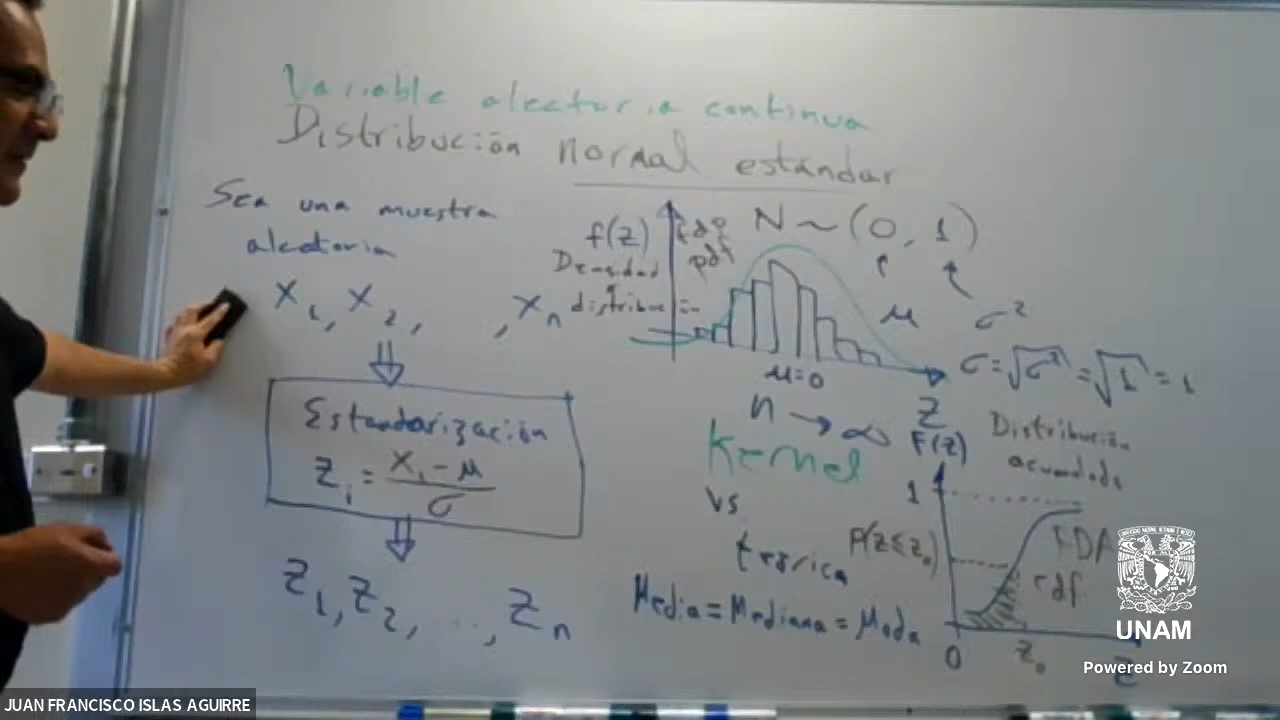 Variable aleatoria continua
Distribución normal estándar
Sea una muestra
aleatoria
X₁, X₂, , Xₙ
Estandarización
Zᵢ = (Xᵢ - μ) / σ
Z₁, Z₂, ..., Zₙ
f(z)
Densidad
distribución
fdp
pdf
N ~ (0, 1)
μ
σ²
σ = √σ² = √1 = 1
μ=0
Z
n → ∞
Kernel
vs
teórica
Media = Mediana = Moda
F(z)
Distribución
acumulada
1
P(Z≤z₀)
FDA
cdf
0
z₀
Z
UNAM
Powered by Zoom
JUAN FRANCISCO ISLAS AGUIRRE